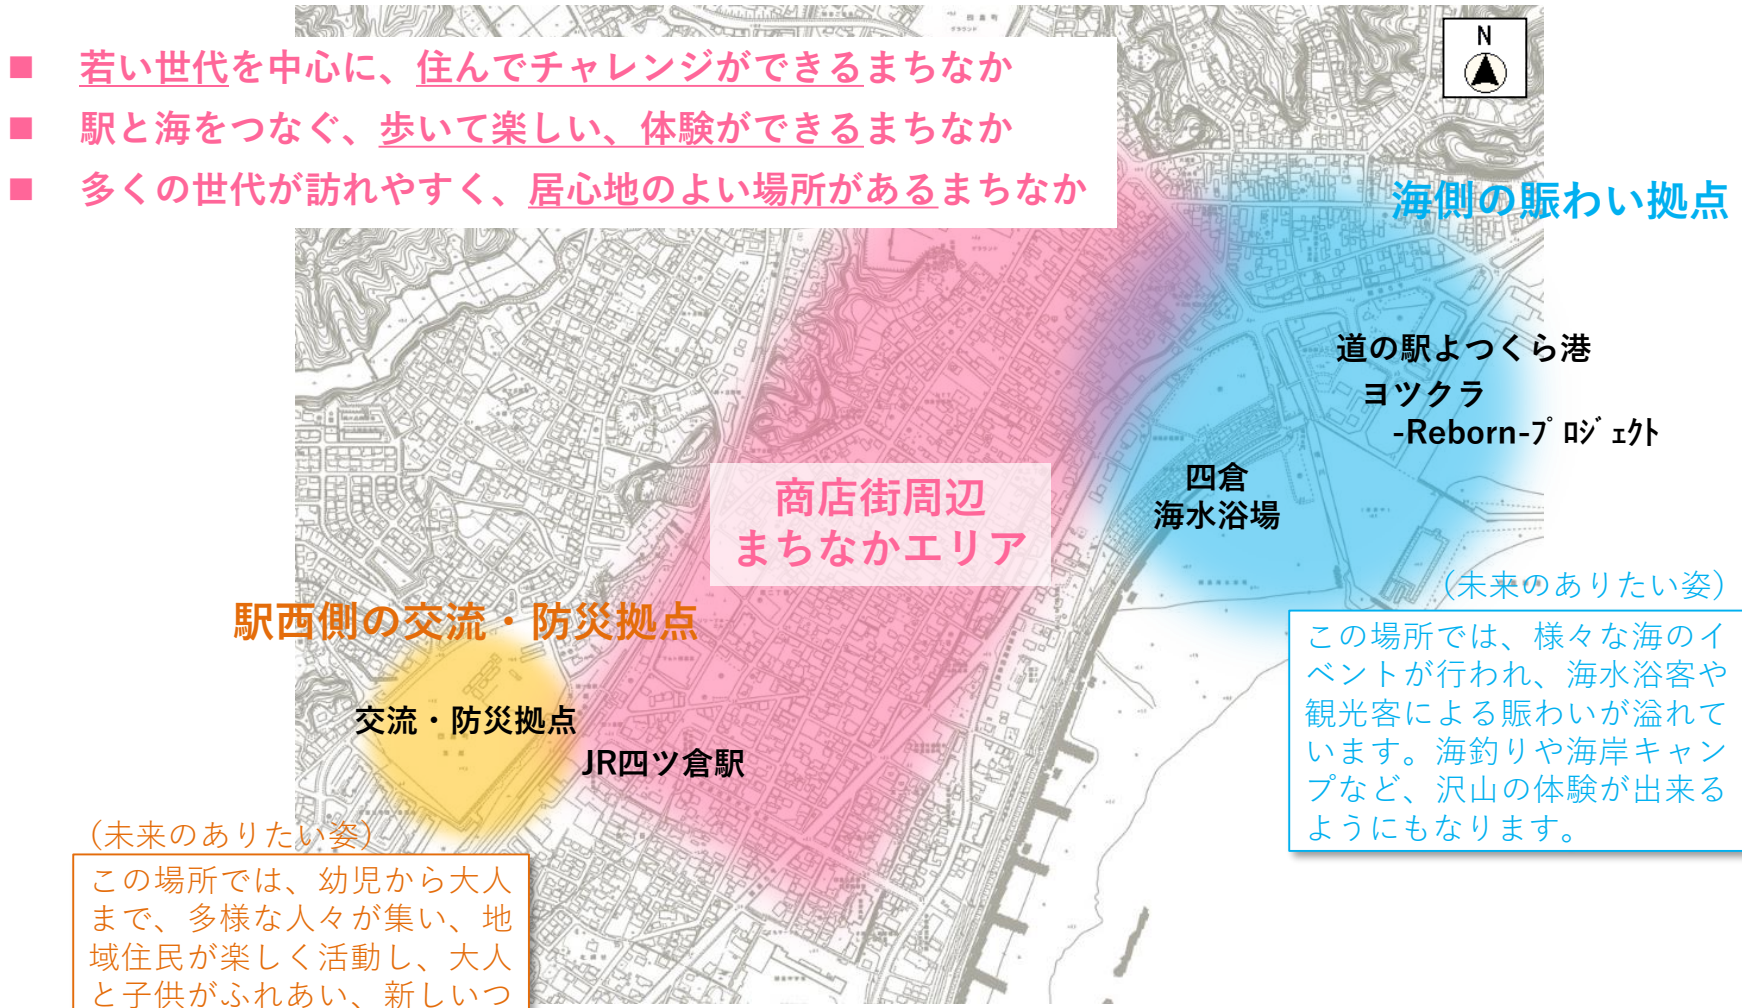 ■ 若い世代を中心に、住んでチャレンジができるまちなか
■ 駅と海をつなぐ、歩いて楽しい、体験ができるまちなか
■ 多くの世代が訪れやすく、居心地のよい場所があるまちなか
N
海側の賑わい拠点
道の駅よつくら港
ヨツクラ
-Reborn-ﾌﾟﾛｼﾞｪｸﾄ
四倉
海水浴場
商店街周辺
まちなかエリア
(未来のありたい姿)
この場所では、様々な海のイ
ベントが行われ、海水浴客や
観光客による賑わいが溢れて
います。海釣りや海岸キャン
プなど、沢山の体験が出来る
ようにもなります。
駅西側の交流・防災拠点
交流・防災拠点
JR四ツ倉駅
(未来のありたい姿)
この場所では、幼児から大人
まで、多様な人々が集い、地
域住民が楽しく活動し、大人
と子供がふれあい、新しいつ